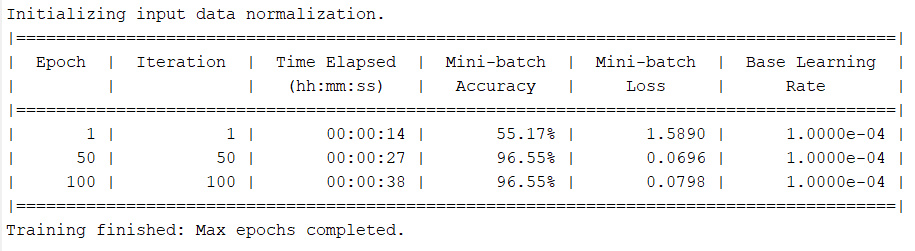 Initializing input data normalization.
|========================================================================================|
|  Epoch  |  Iteration  |  Time Elapsed  |  Mini-batch  |  Mini-batch  |  Base Learning  |
|         |             |   (hh:mm:ss)   |   Accuracy   |     Loss     |      Rate       |
|========================================================================================|
|       1 |           1 |       00:00:14 |       55.17% |       1.5890 |      1.0000e-04 |
|      50 |          50 |       00:00:27 |       96.55% |       0.0696 |      1.0000e-04 |
|     100 |         100 |       00:00:38 |       96.55% |       0.0798 |      1.0000e-04 |
|========================================================================================|
Training finished: Max epochs completed.